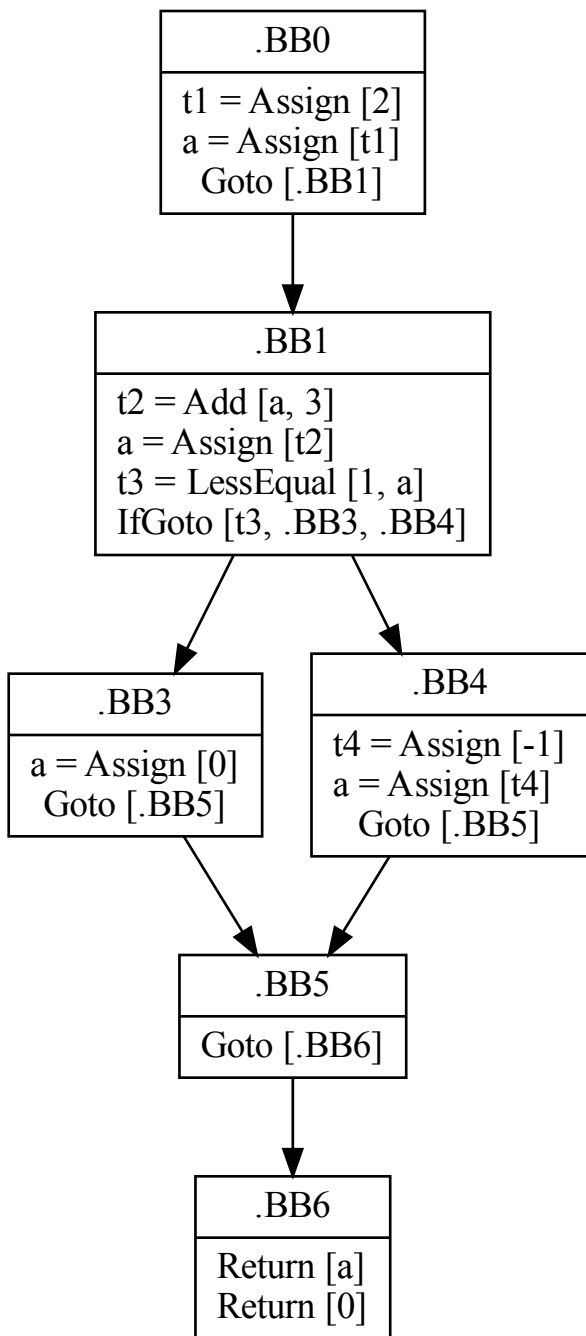 .BB0
t1 = Assign [2]
a = Assign [t1]
Goto [.BB1]
.BB1
t2 = Add [a, 3]
a = Assign [t2]
t3 = LessEqual [1, a]
IfGoto [t3, .BB3, .BB4]
.BB3
a = Assign [0]
Goto [.BB5]
.BB4
t4 = Assign [-1]
a = Assign [t4]
Goto [.BB5]
.BB5
Goto [.BB6]
.BB6
Return [a]
Return [0]